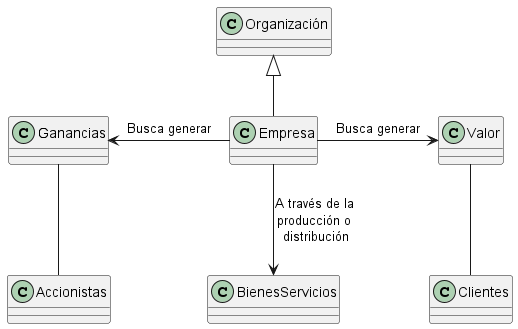 C Organización
C Ganancias
Busca generar
C Empresa
Busca generar
C Valor
A través de la
producción o
distribución
C Accionistas
C BienesServicios
C Clientes